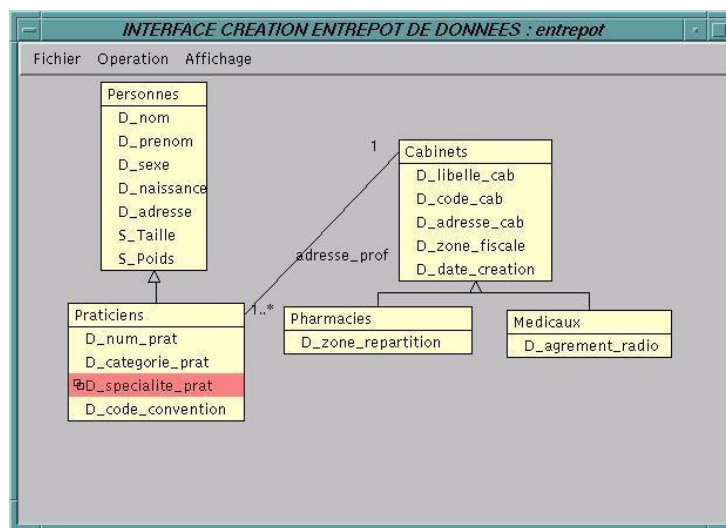 INTERFACE CREATION ENTREPOT DE DONNEES : entrepot
Fichier Operation Affichage
Personnes
D_nom
D_prenom
D_sexe
D_naissance
D_adresse
S_Taille
S_Poids
1
Cabinets
D_libelle_cab
D_code_cab
D_adresse_cab
D_zone_fiscale
D_date_creation
adresse_prof
1..*
Praticiens
D_num_prat
D_categorie_prat
D_specialite_prat
D_code_convention
Pharmacies
D_zone_repartition
Medicaux
D_agrement_radio